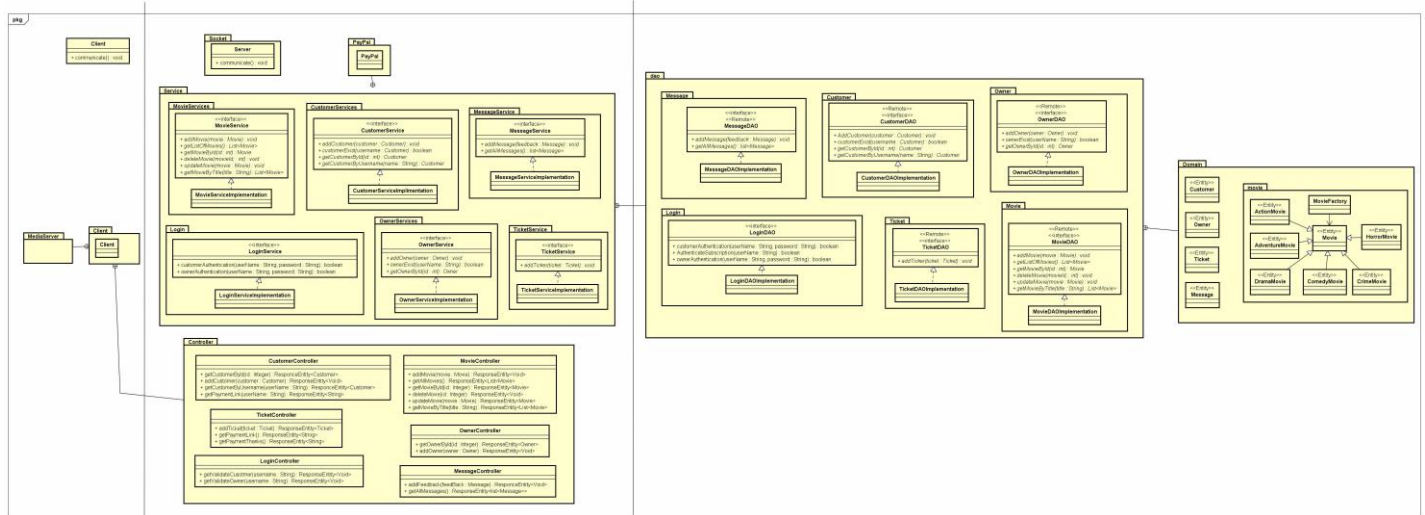 pkg
Client
+ communicate() : void
Socket
Server
+ communicate() : void
PayPal
PayPal
Service
MovieServices
<<Interface>>
MovieService
+ addMovie(movie : Movie) : void
+ getListOfMovies() : List<Movie>
+ getMovieById(id : int) : Movie
+ deleteMovie(movieId : int) : void
+ updateMovie(movie : Movie) : void
+ getMovieByTitle(title : String) : List<Movie>
MovieServiceImplementation
CustomerServices
<<Interface>>
CustomerService
+ addCustomer(customer : Customer) : void
+ customerExist(username : Customer) : boolean
+ getCustomerById(id : int) : Customer
+ getCustomerByUsername(name : String) : Customer
MessageService
<<Interface>>
MessageService
+ addMessage(feedback : Message) : void
+ getAllMessages() : list<Message>
MessageServiceImplementation
Login
<<Interface>>
LoginService
+ customerAuthentication(userName : String, password : String) : boolean
+ ownerAuthentication(userName : String, password : String) : boolean
LoginServiceImplementation
OwnerServices
<<Interface>>
OwnerService
+ addOwner(owner : Owner) : void
+ ownerExist(userName : String) : boolean
+ getOwnerById(id : int) : Owner
OwnerServiceImplementation
TicketService
<<Interface>>
TicketService
+ addTicket(ticket : Ticket) : void
TicketServiceImplementation
MediaServer
Client
Client
Controller
CustomerController
+ addCustomer(customer : Customer) : ResponseEntity<Void>
+ getPaymentLink(userName : String) : ResponseEntity<String>
MovieController
+ addMovie(movie : Movie) : ResponseEntity<Void>
+ getAllMovies() : ResponseEntity<List<Movie>
+ getMovieById(id : Integer) : ResponseEntity<Movie>
+ deleteMovie(id : Integer) : ResponseEntity<Void>
+ updateMovie(movie : Movie) : ResponseEntity<Movie>
+ getMovieByTitle(title : String) : ResponseEntity<List<Movie>
TicketController
+ addTicket(ticket : Ticket) : ResponseEntity<Ticket>
+ getPaymentLink() : ResponseEntity<String>
+ getPaymentThanks() : ResponseEntity<String>
OwnerController
+ getOwnerById(id : Integer) : ResponseEntity<Owner>
+ addOwner(owner : Owner) : ResponseEntity<Void>
LoginController
+ getValidateOwner(username : String) : ResponseEntity<Void>
MessageController
+ addFeedback(feedBack : Message) : ResponseEntity<Void>
+ getAllMessages() : ResponseEntity<list<Message>>
dao
Message
<<Interface>>
<<Remote>>
MessageDAO
+ addMessage(feedback : Message) : void
+ getAllMessages() : list<Message>
MessageDAOImplementation
Customer
<<Interface>>
<<Remote>>
CustomerDAO
+ AddCustomer(customer : Customer) : void
+ customerExist(username : Customer) : boolean
+ getCustomerById(id : int) : Customer
+ getCustomerByUsername(name : String) : Customer
CustomerDAOImplementation
Owner
<<Remote>>
<<Interface>>
OwnerDAO
+ addOwner(owner : Owner) : void
+ ownerExist(userName : String) : boolean
+ getOwnerById(id : int) : Owner
OwnerDAOImplementation
Login
<<Interface>>
LoginDAO
+ customerAuthentication(userName : String, password : String) : boolean
+ AuthenticateSubscription(userName : String) : boolean
+ ownerAuthentication(userName : String, password : String) : boolean
LoginDAOImplementation
Ticket
<<Remote>>
<<Interface>>
TicketDAO
+ addTicket(ticket : Ticket) : void
TicketDAOImplementation
Movie
<<Remote>>
<<Interface>>
MovieDAO
+ addMovie(movie : Movie) : void
+ getListOfMovies() : List<Movie>
+ getMovieById(id : int) : Movie
+ deleteMovie(movieId : int) : void
+ updateMovie(movie : Movie) : void
+ getMovieByTitle(title : String) : List<Movie>
MovieDAOImplementation
Domain
<<Entity>>
Customer
<<Entity>>
Owner
<<Entity>>
Ticket
<<Entity>>
Message
movie
<<Entity>>
ActionMovie
MovieFactory
<<Entity>>
AdventureMovie
<<Entity>>
Movie
<<Entity>>
HorrorMovie
<<Entity>>
DramaMovie
<<Entity>>
ComedyMovie
<<Entity>>
CrimeMovie